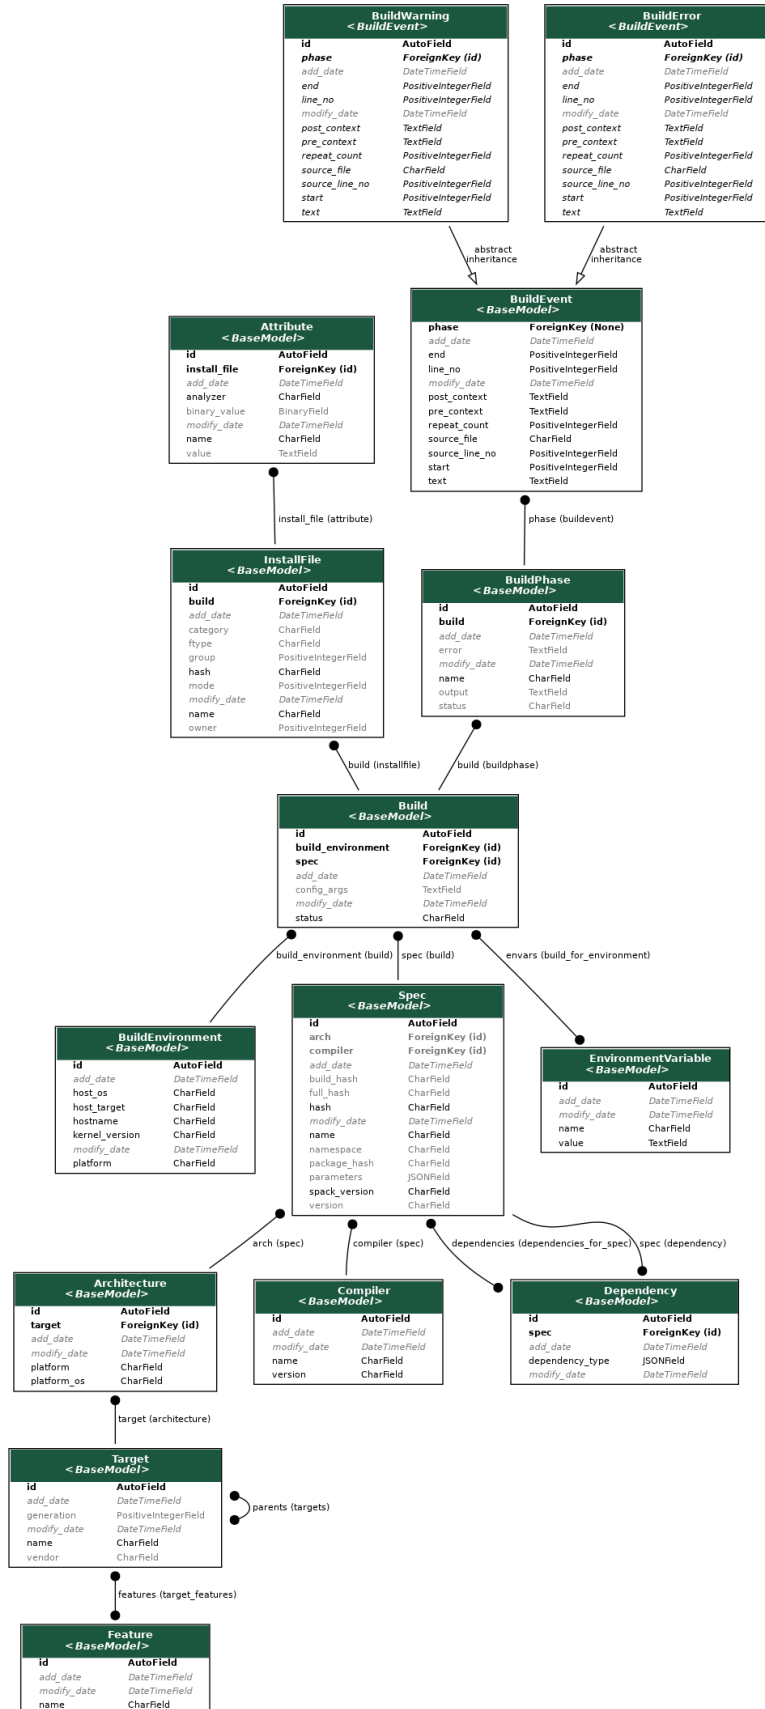 BuildWarning
<BuildEvent>
id AutoField
phase ForeignKey (id)
add_date DateTimeField
end PositiveIntegerField
line_no PositiveIntegerField
modify_date DateTimeField
post_context TextField
pre_context TextField
repeat_count PositiveIntegerField
source_file CharField
source_line_no PositiveIntegerField
start PositiveIntegerField
text TextField
BuildError
<BuildEvent>
id AutoField
phase ForeignKey (id)
add_date DateTimeField
end PositiveIntegerField
line_no PositiveIntegerField
modify_date DateTimeField
post_context TextField
pre_context TextField
repeat_count PositiveIntegerField
source_file CharField
source_line_no PositiveIntegerField
start PositiveIntegerField
text TextField
abstract
inheritance
abstract
inheritance
BuildEvent
<BaseModel>
phase ForeignKey (None)
add_date DateTimeField
end PositiveIntegerField
line_no PositiveIntegerField
modify_date DateTimeField
post_context TextField
pre_context TextField
repeat_count PositiveIntegerField
source_file CharField
source_line_no PositiveIntegerField
start PositiveIntegerField
text TextField
Attribute
<BaseModel>
id AutoField
install_file ForeignKey (id)
add_date DateTimeField
analyzer CharField
binary_value BinaryField
modify_date DateTimeField
name CharField
value TextField
install_file (attribute)
phase (buildevent)
InstallFile
<BaseModel>
id AutoField
build ForeignKey (id)
add_date DateTimeField
category CharField
ftype CharField
group PositiveIntegerField
hash CharField
mode PositiveIntegerField
modify_date DateTimeField
name CharField
owner PositiveIntegerField
BuildPhase
<BaseModel>
id AutoField
build ForeignKey (id)
add_date DateTimeField
error TextField
modify_date DateTimeField
name CharField
output TextField
status CharField
build (installfile)
build (buildphase)
Build
<BaseModel>
id AutoField
build_environment ForeignKey (id)
spec ForeignKey (id)
add_date DateTimeField
config_args TextField
modify_date DateTimeField
status CharField
build_environment (build)
spec (build)
envars (build_for_environment)
BuildEnvironment
<BaseModel>
id AutoField
add_date DateTimeField
host_os CharField
host_target CharField
hostname CharField
kernel_version CharField
modify_date DateTimeField
platform CharField
Spec
<BaseModel>
id AutoField
arch ForeignKey (id)
compiler ForeignKey (id)
add_date DateTimeField
build_hash CharField
full_hash CharField
hash CharField
modify_date DateTimeField
name CharField
namespace CharField
package_hash CharField
parameters JSONField
spack_version CharField
version CharField
EnvironmentVariable
<BaseModel>
id AutoField
add_date DateTimeField
modify_date DateTimeField
name CharField
value TextField
arch (spec)
compiler (spec)
dependencies (dependencies_for_spec)
spec (dependency)
Architecture
<BaseModel>
id AutoField
target ForeignKey (id)
add_date DateTimeField
modify_date DateTimeField
platform CharField
platform_os CharField
Compiler
<BaseModel>
id AutoField
add_date DateTimeField
modify_date DateTimeField
name CharField
version CharField
Dependency
<BaseModel>
id AutoField
spec ForeignKey (id)
add_date DateTimeField
dependency_type JSONField
modify_date DateTimeField
target (architecture)
Target
<BaseModel>
id AutoField
add_date DateTimeField
generation PositiveIntegerField
modify_date DateTimeField
name CharField
vendor CharField
parents (targets)
features (target_features)
Feature
<BaseModel>
id AutoField
add_date DateTimeField
modify_date DateTimeField
name CharField